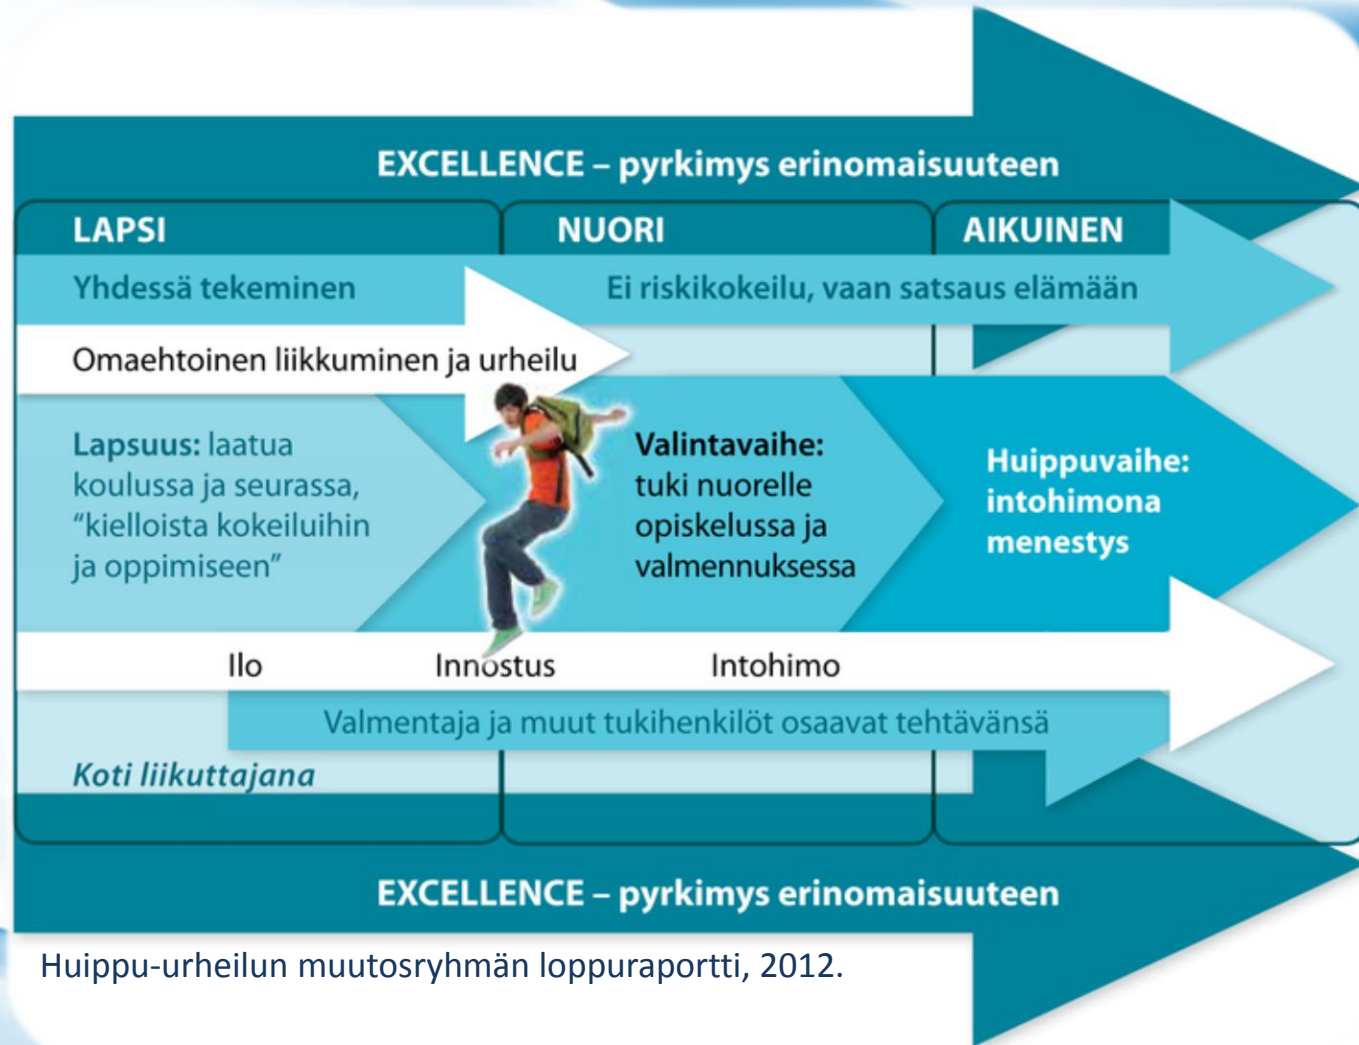 EXCELLENCE – pyrkimys erinomaisuuteen
LAPSI
NUORI
AIKUINEN
Yhdessä tekeminen
Ei riskikokeilu, vaan satsaus elämään
Omaehtoinen liikkuminen ja urheilu
Lapsuus: laatua
koulussa ja seurassa,
“kielloista kokeiluihin
ja oppimiseen”
Valintavaihe:
tuki nuorelle
opiskelussa ja
valmennuksessa
Huippuvaihe:
intohimona
menestys
Ilo
Innostus
Intohimo
Valmentaja ja muut tukihenkilöt osaavat tehtävänsä
Koti liikuttajana
EXCELLENCE – pyrkimys erinomaisuuteen
Huippu-urheilun muutosryhmän loppuraportti, 2012.